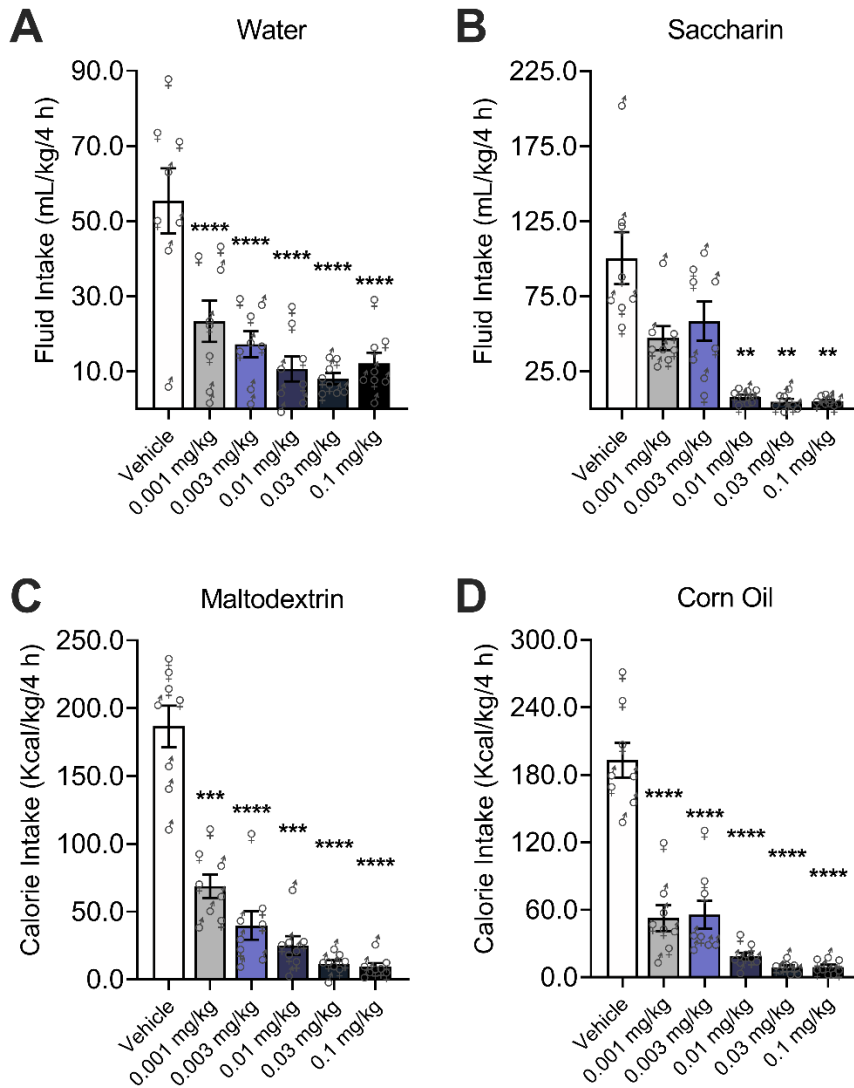 A
Water
Fluid Intake (mL/kg/4 h)
90.0
70.0
50.0
30.0
10.0
****
****
****
****
****
Vehicle
0.001 mg/kg
0.003 mg/kg
0.01 mg/kg
0.03 mg/kg
0.1 mg/kg
B
Saccharin
Fluid Intake (mL/kg/4 h)
225.0
175.0
125.0
75.0
25.0
**
**
**
Vehicle
0.001 mg/kg
0.003 mg/kg
0.01 mg/kg
0.03 mg/kg
0.1 mg/kg
C
Maltodextrin
Calorie Intake (Kcal/kg/4 h)
250.0
200.0
150.0
100.0
50.0
0.0
***
****
***
****
****
Vehicle
0.001 mg/kg
0.003 mg/kg
0.01 mg/kg
0.03 mg/kg
0.1 mg/kg
D
Corn Oil
Calorie Intake (Kcal/kg/4 h)
300.0
240.0
180.0
120.0
60.0
0.0
****
****
****
****
****
Vehicle
0.001 mg/kg
0.003 mg/kg
0.01 mg/kg
0.03 mg/kg
0.1 mg/kg